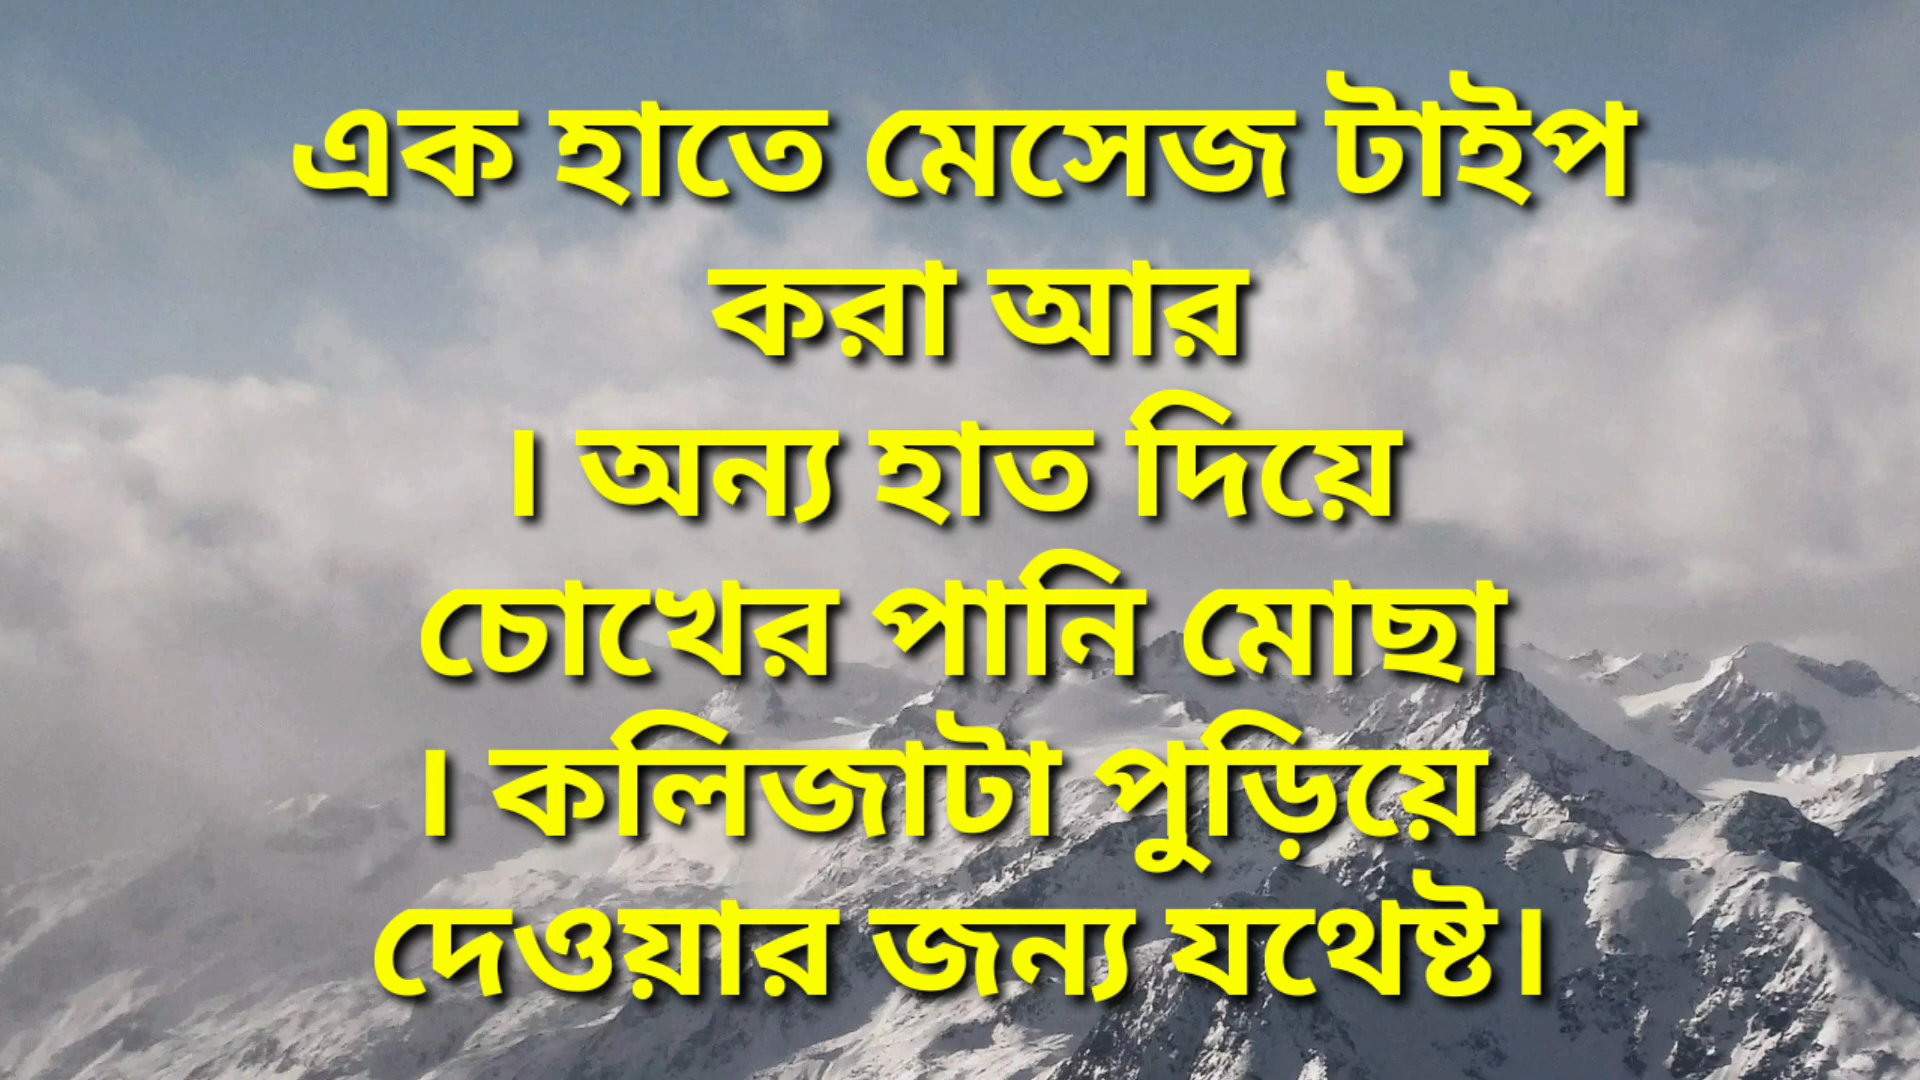 এক হাতে মেসেজ টাইপ
করা আর
। অন্য হাত দিয়ে
চোখের পানি মোছা
। কলিজাটা পুড়িয়ে
দেওয়ার জন্য যথেষ্ট।